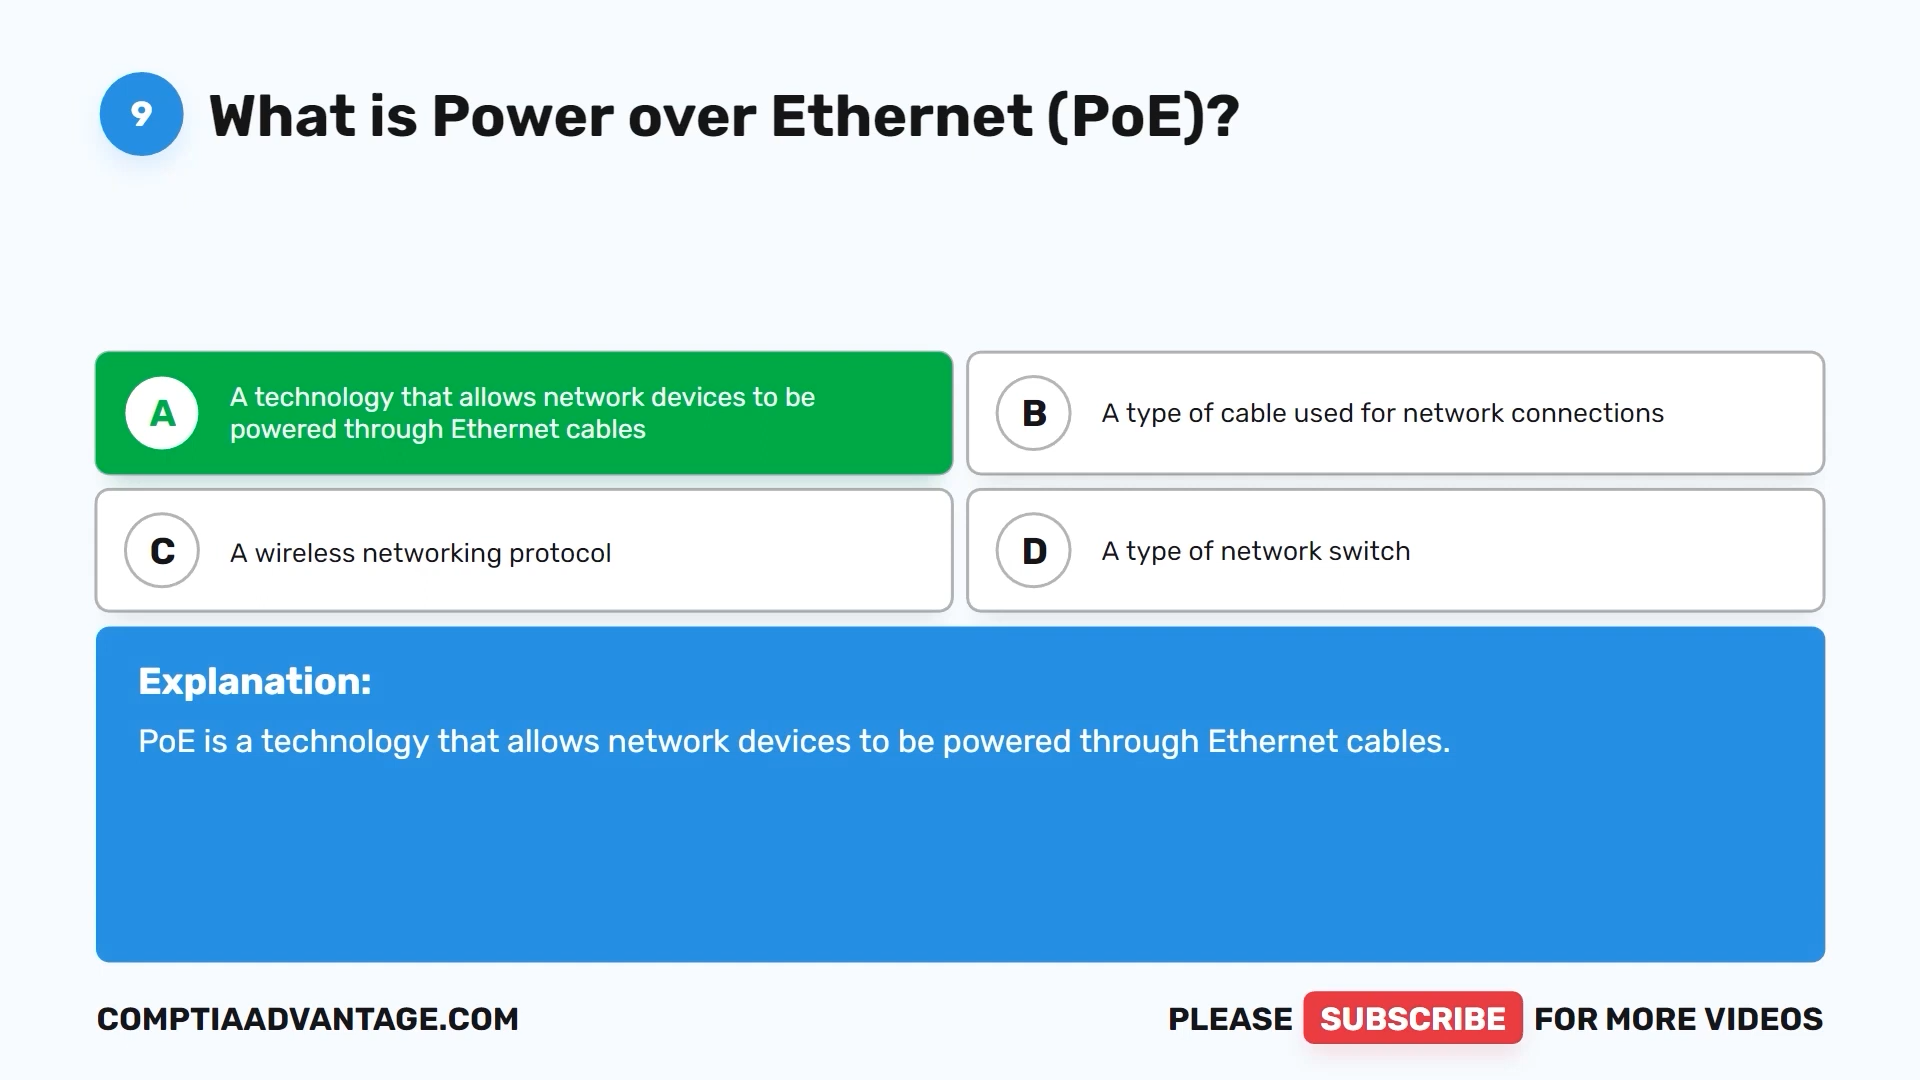 9
What is Power over Ethernet (PoE)?
A
A technology that allows network devices to be
powered through Ethernet cables
B
A type of cable used for network connections
C
A wireless networking protocol
D
A type of network switch
Explanation:
PoE is a technology that allows network devices to be powered through Ethernet cables.
COMPTIAADVANTAGE.COM
PLEASE SUBSCRIBE FOR MORE VIDEOS